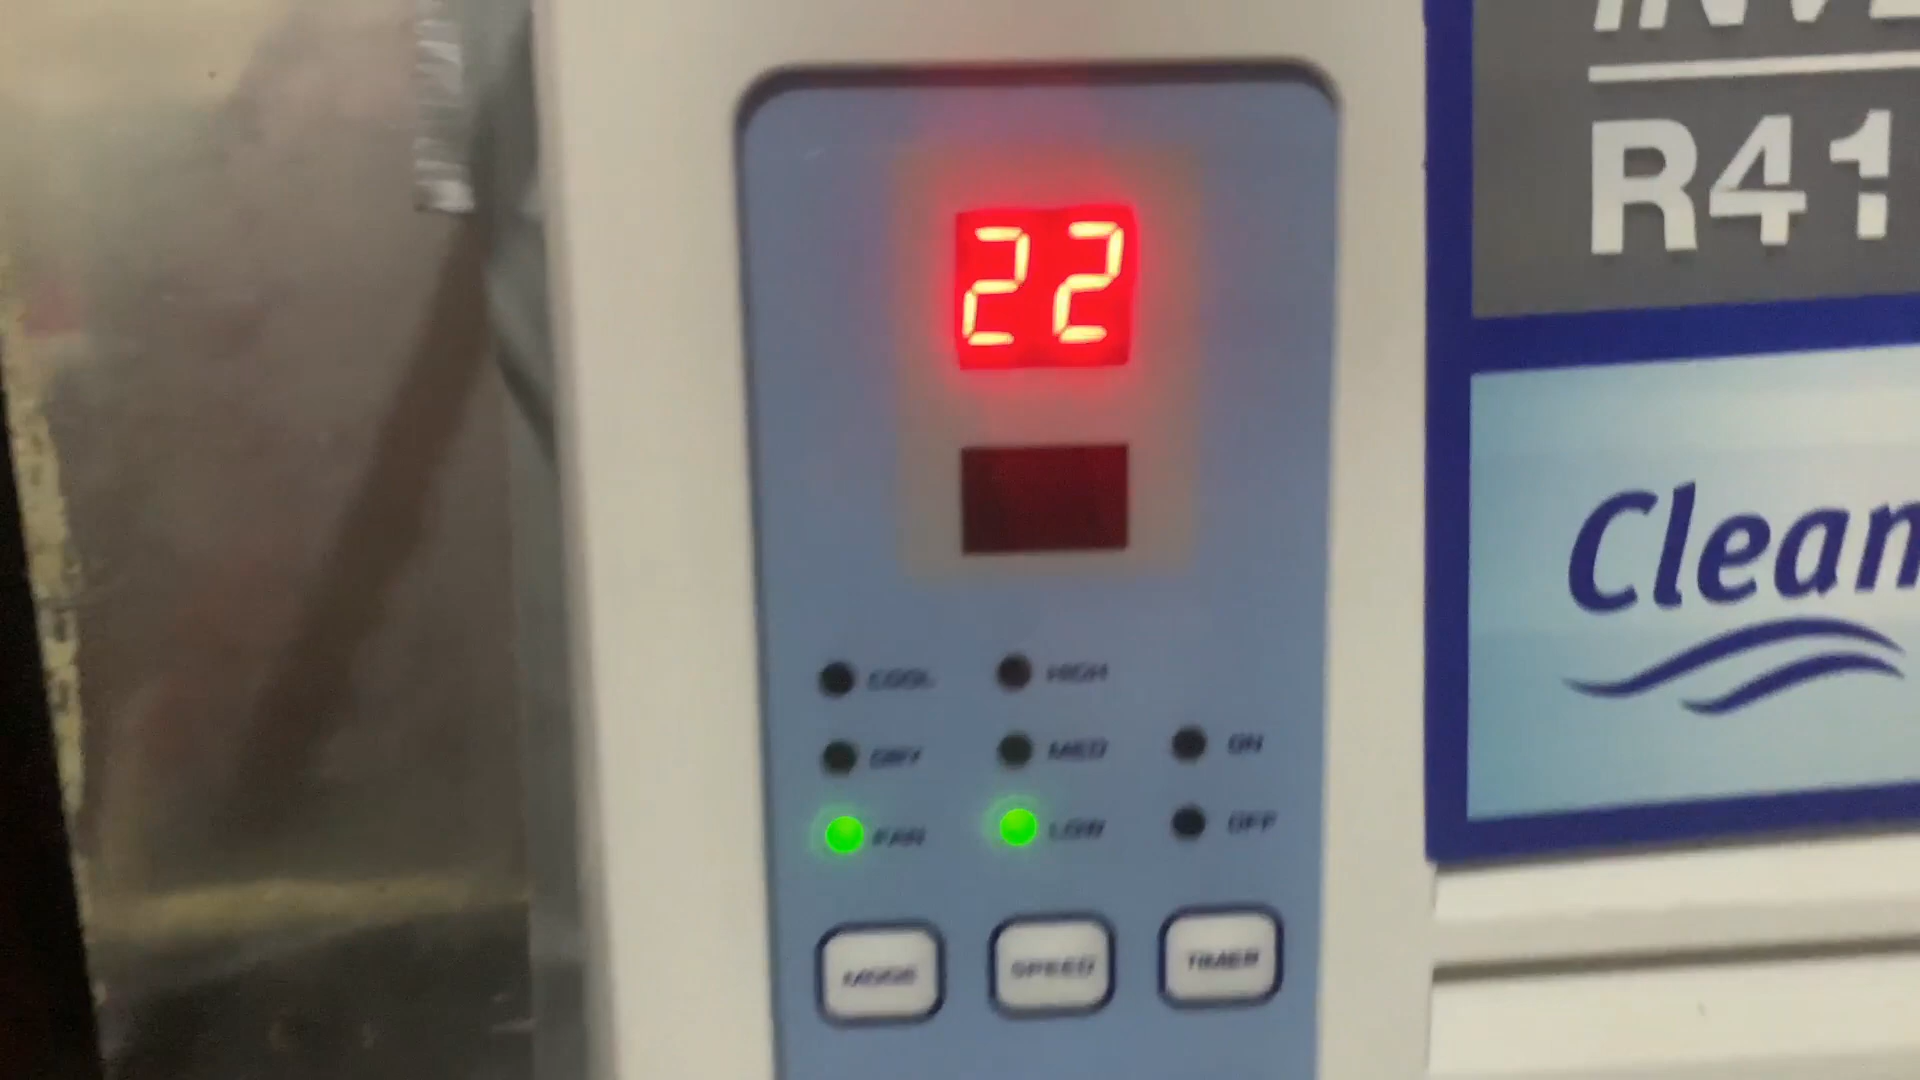 22
R41
Clean
COOL HIGH
DRY MED ON
FAN LOW OFF
MODE SPEED TIMER